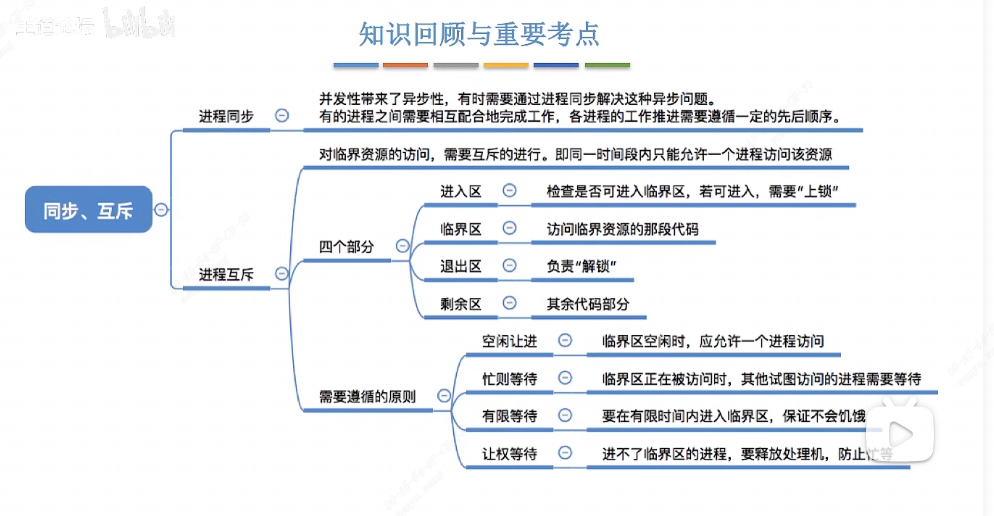 知识回顾与重要考点
并发性带来了异步性，有时需要通过进程同步解决这种异步问题。
进程同步
有的进程之间需要相互配合地完成工作，各进程的工作推进需要遵循一定的先后顺序。
对临界资源的访问，需要互斥的进行。即同一时间段内只能允许一个进程访问该资源
进入区 检查是否可进入临界区，若可进入，需要“上锁”
同步、互斥
临界区 访问临界资源的那段代码
四个部分
退出区 负责“解锁”
进程互斥
剩余区 其余代码部分
空闲让进 临界区空闲时，应允许一个进程访问
忙则等待 临界区正在被访问时，其他试图访问的进程需要等待
需要遵循的原则
有限等待 要在有限时间内进入临界区，保证不会饥饿
让权等待 进不了临界区的进程，要释放处理机，防止忙等